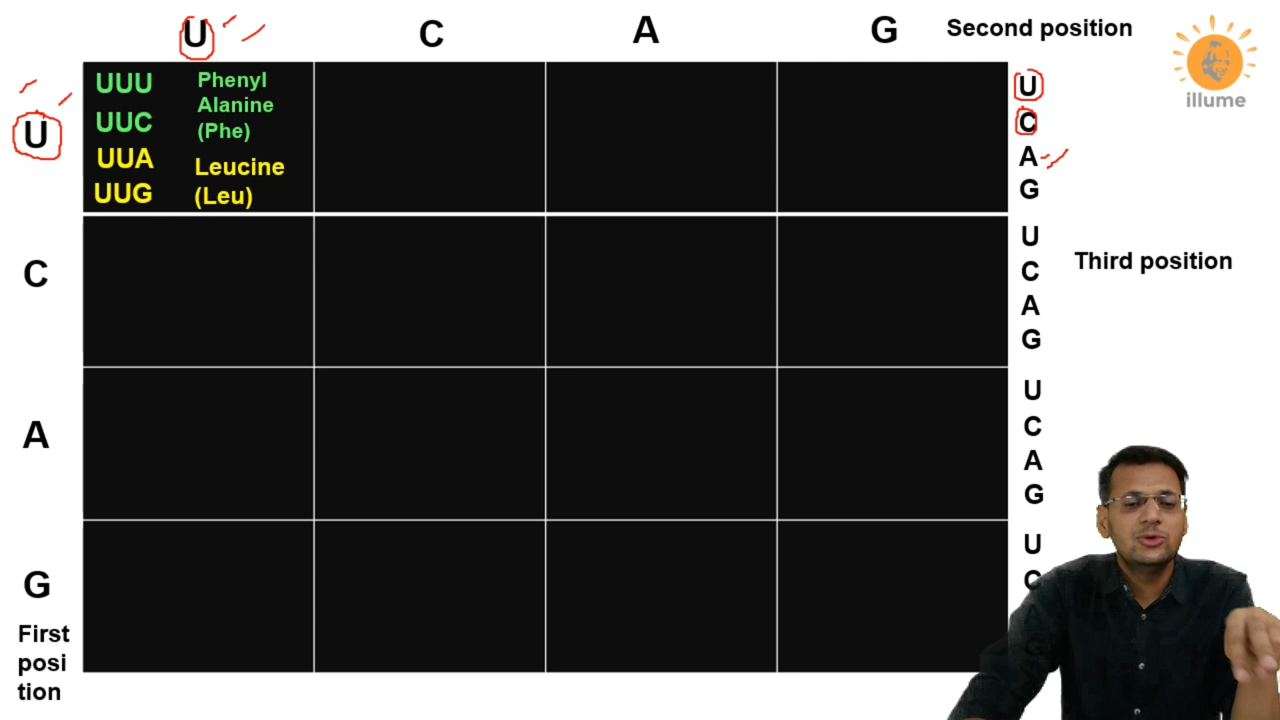 U C A G Second position
illume
U
UUU Phenyl
Alanine
UUC (Phe)
UUA Leucine
UUG (Leu)
U
C
A
G
C
U
C
A
G
Third position
A
U
C
A
G
G
U
C
First
posi
tion